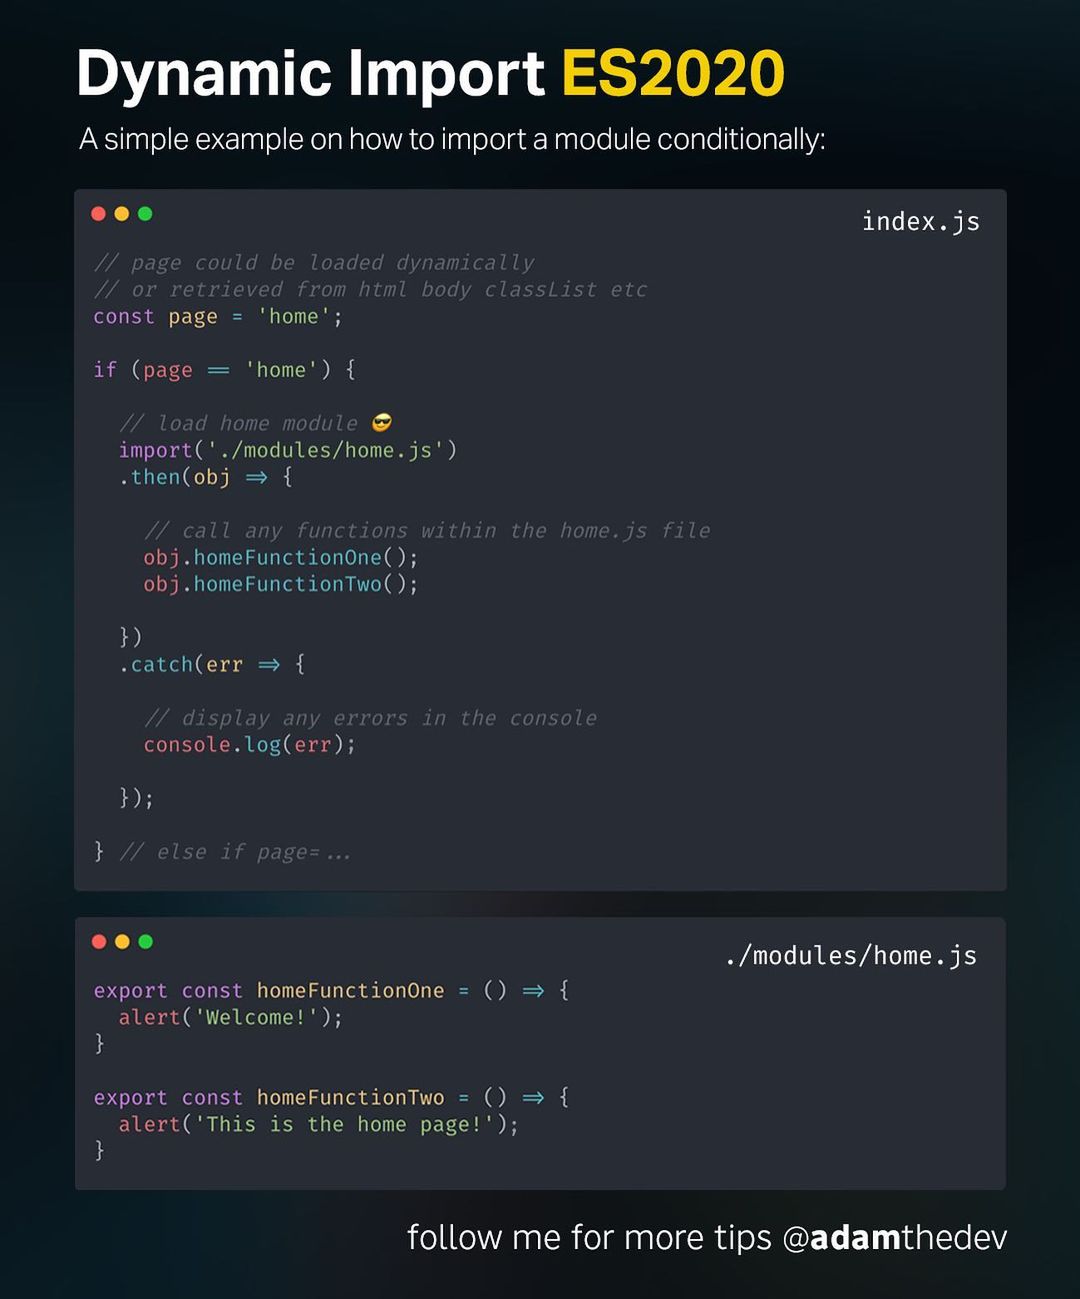 Dynamic Import ES2020
A simple example on how to import a module conditionally:
index.js
// page could be loaded dynamically
// or retrieved from html body classList etc
const page = 'home';
if (page == 'home') {
// load home module 😎
import('./modules/home.js')
.then(obj => {
// call any functions within the home.js file
obj.homeFunctionOne();
obj.homeFunctionTwo();
})
.catch(err => {
// display any errors in the console
console.log(err);
});
} // else if page= ...
./modules/home.js
export const homeFunctionOne = () => {
alert('Welcome!');
}
export const homeFunctionTwo = () => {
alert('This is the home page!');
}
follow me for more tips @adamthedev